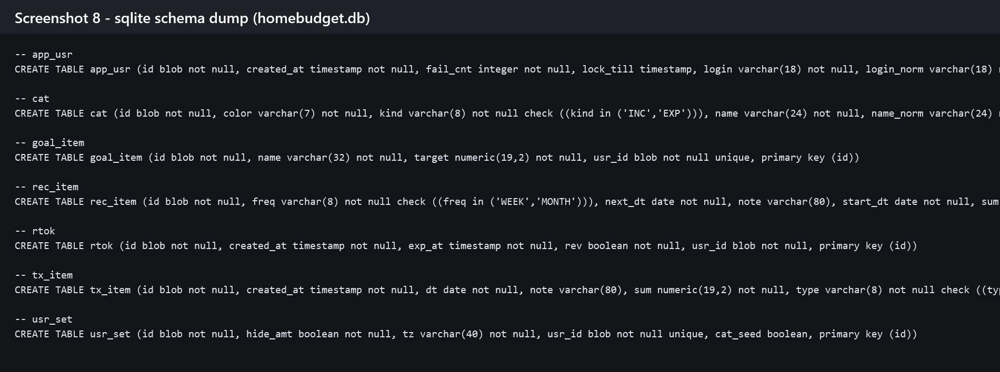 Screenshot 8 - sqlite schema dump (homebudget.db)
-- app_usr
CREATE TABLE app_usr (id blob not null, created_at timestamp not null, fail_cnt integer not null, lock_till timestamp, login varchar(18) not null, login_norm varchar(18)
-- cat
CREATE TABLE cat (id blob not null, color varchar(7) not null, kind varchar(8) not null check ((kind in ('INC','EXP'))), name varchar(24) not null, name_norm varchar(24)
-- goal_item
CREATE TABLE goal_item (id blob not null, name varchar(32) not null, target numeric(19,2) not null, usr_id blob not null unique, primary key (id))
-- rec_item
CREATE TABLE rec_item (id blob not null, freq varchar(8) not null check ((freq in ('WEEK','MONTH'))), next_dt date not null, note varchar(80), start_dt date not null, sum
-- rtok
CREATE TABLE rtok (id blob not null, created_at timestamp not null, exp_at timestamp not null, rev boolean not null, usr_id blob not null, primary key (id))
-- tx_item
CREATE TABLE tx_item (id blob not null, created_at timestamp not null, dt date not null, note varchar(80), sum numeric(19,2) not null, type varchar(8) not null check ((ty
-- usr_set
CREATE TABLE usr_set (id blob not null, hide_amt boolean not null, tz varchar(40) not null, usr_id blob not null unique, cat_seed boolean, primary key (id))